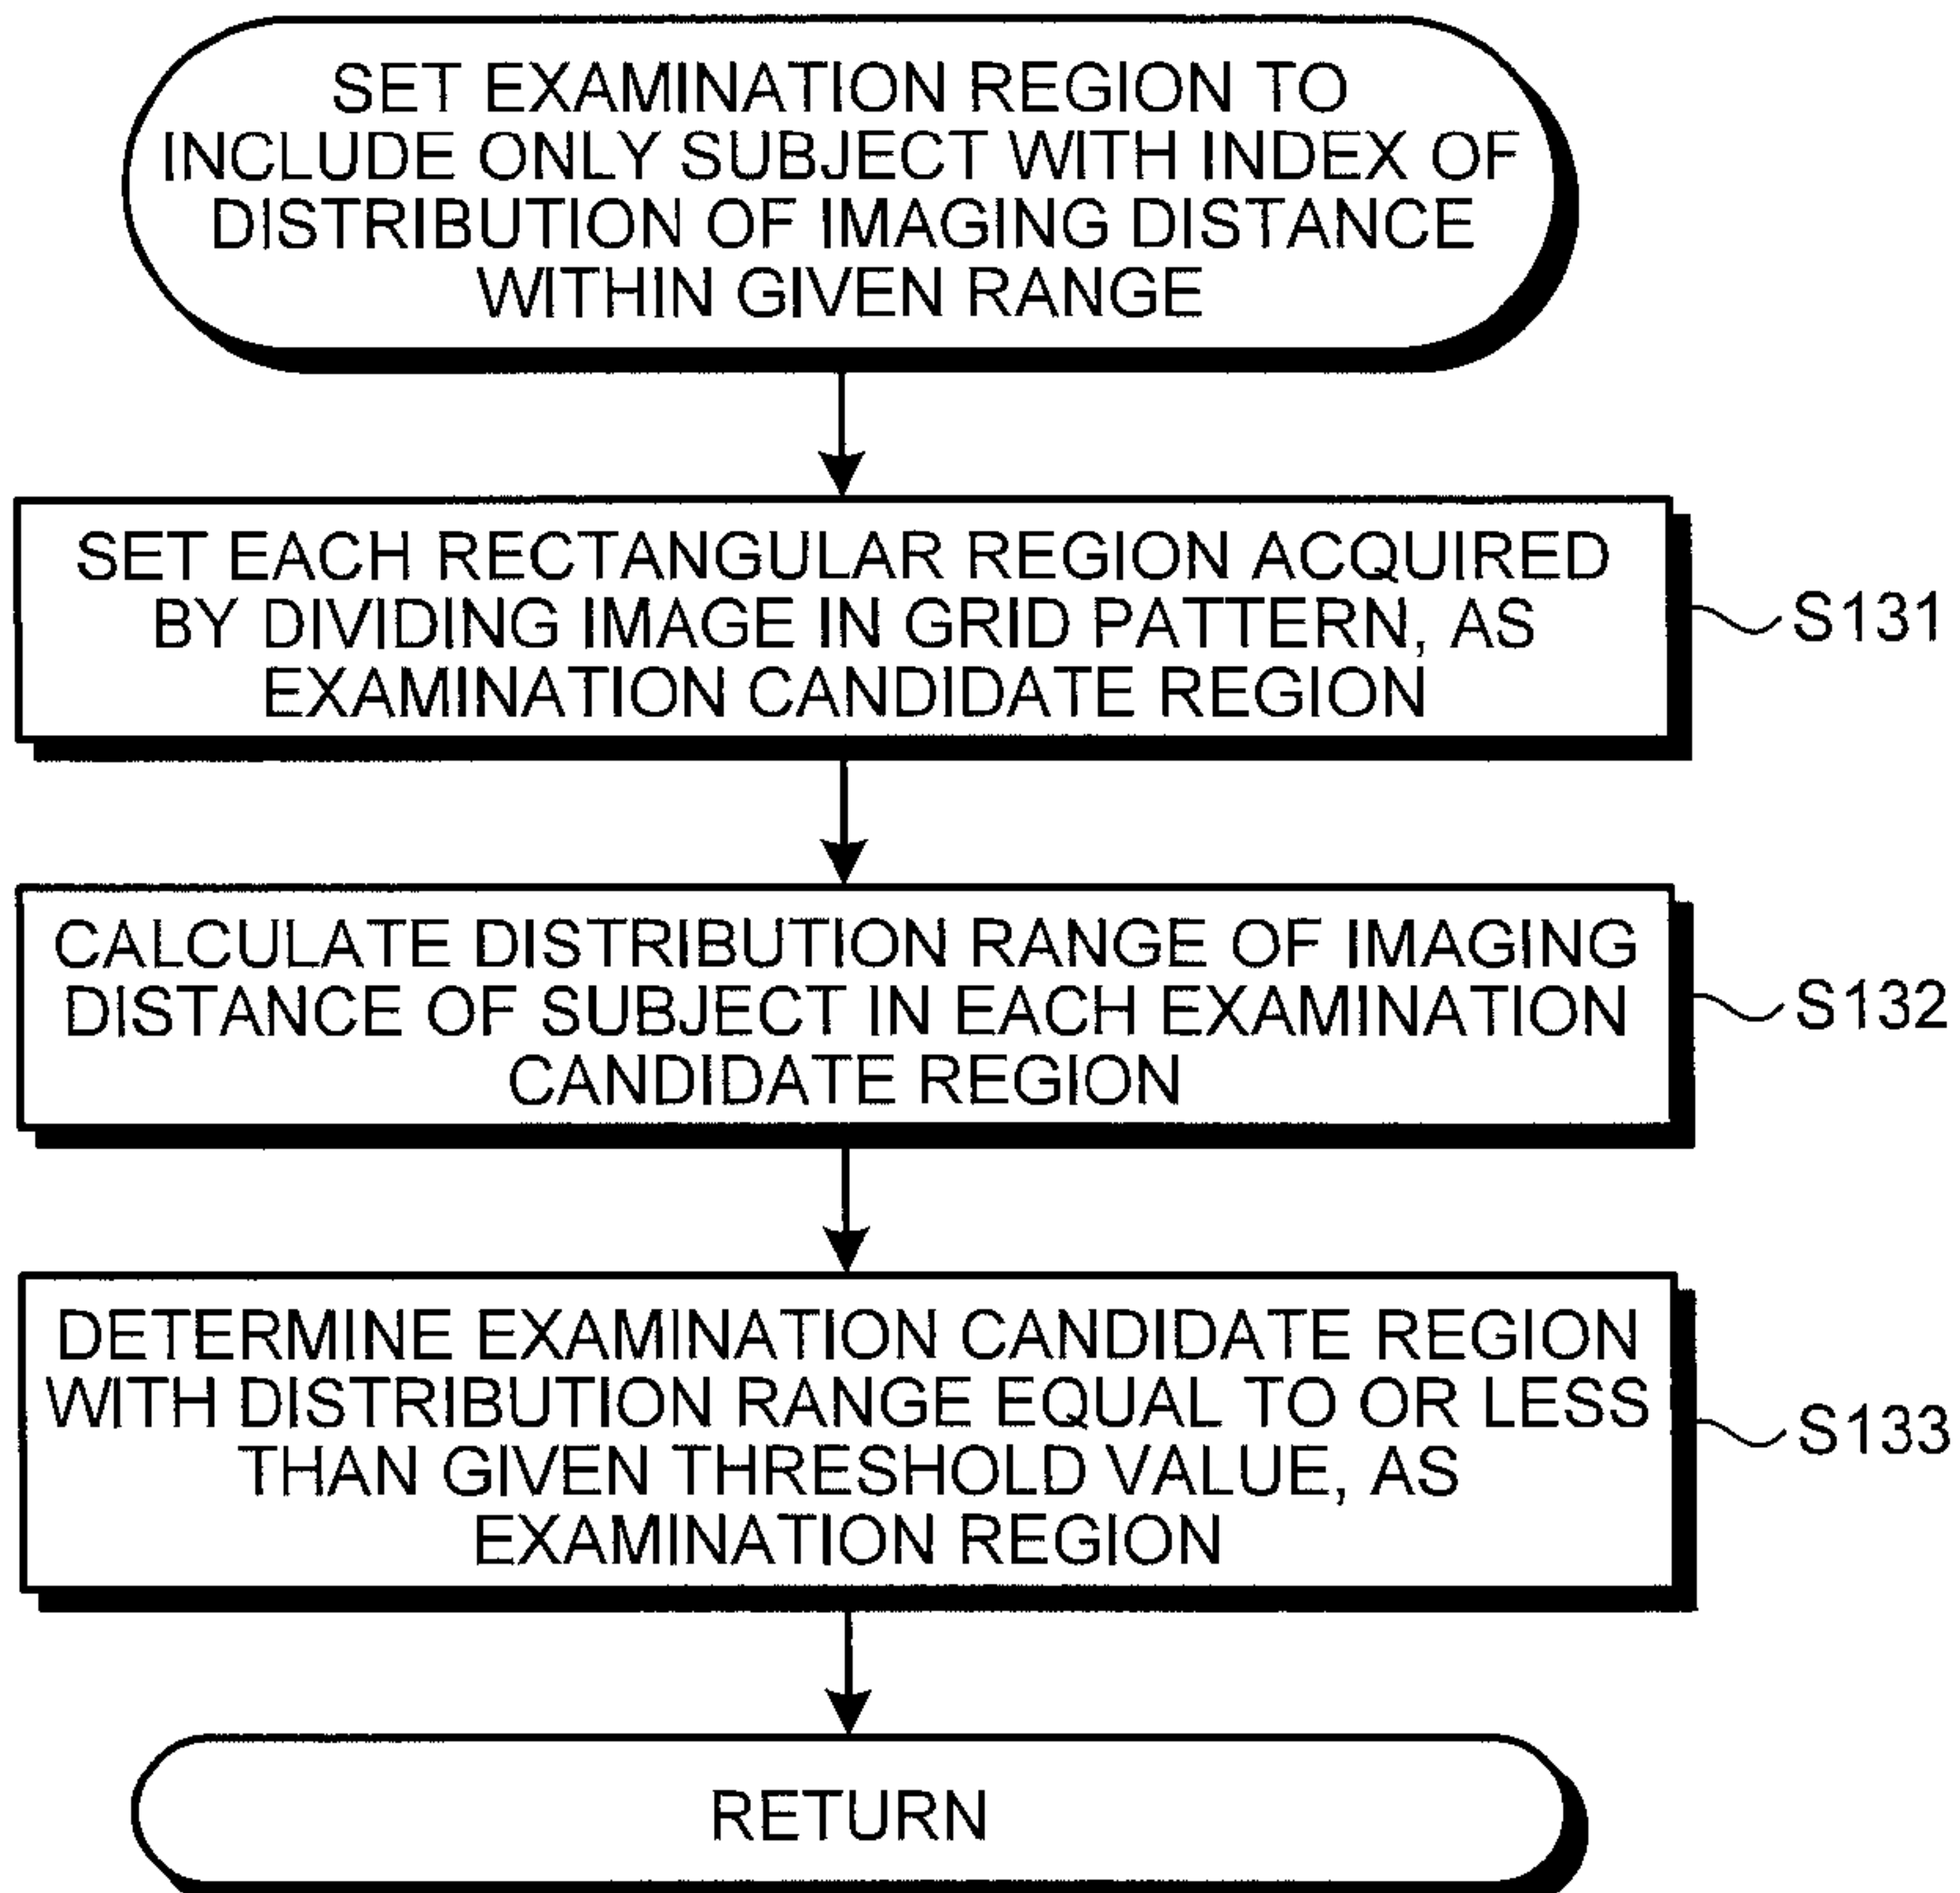 SET EXAMINATION REGION TO
INCLUDE ONLY SUBJECT WITH INDEX OF
DISTRIBUTION OF IMAGING DISTANCE
WITHIN GIVEN RANGE
SET EACH RECTANGULAR REGION ACQUIRED
BY DIVIDING IMAGE IN GRID PATTERN, AS
EXAMINATION CANDIDATE REGION
S131
CALCULATE DISTRIBUTION RANGE OF IMAGING
DISTANCE OF SUBJECT IN EACH EXAMINATION
CANDIDATE REGION
S132
DETERMINE EXAMINATION CANDIDATE REGION
WITH DISTRIBUTION RANGE EQUAL TO OR LESS
THAN GIVEN THRESHOLD VALUE, AS
EXAMINATION REGION
S133
RETURN